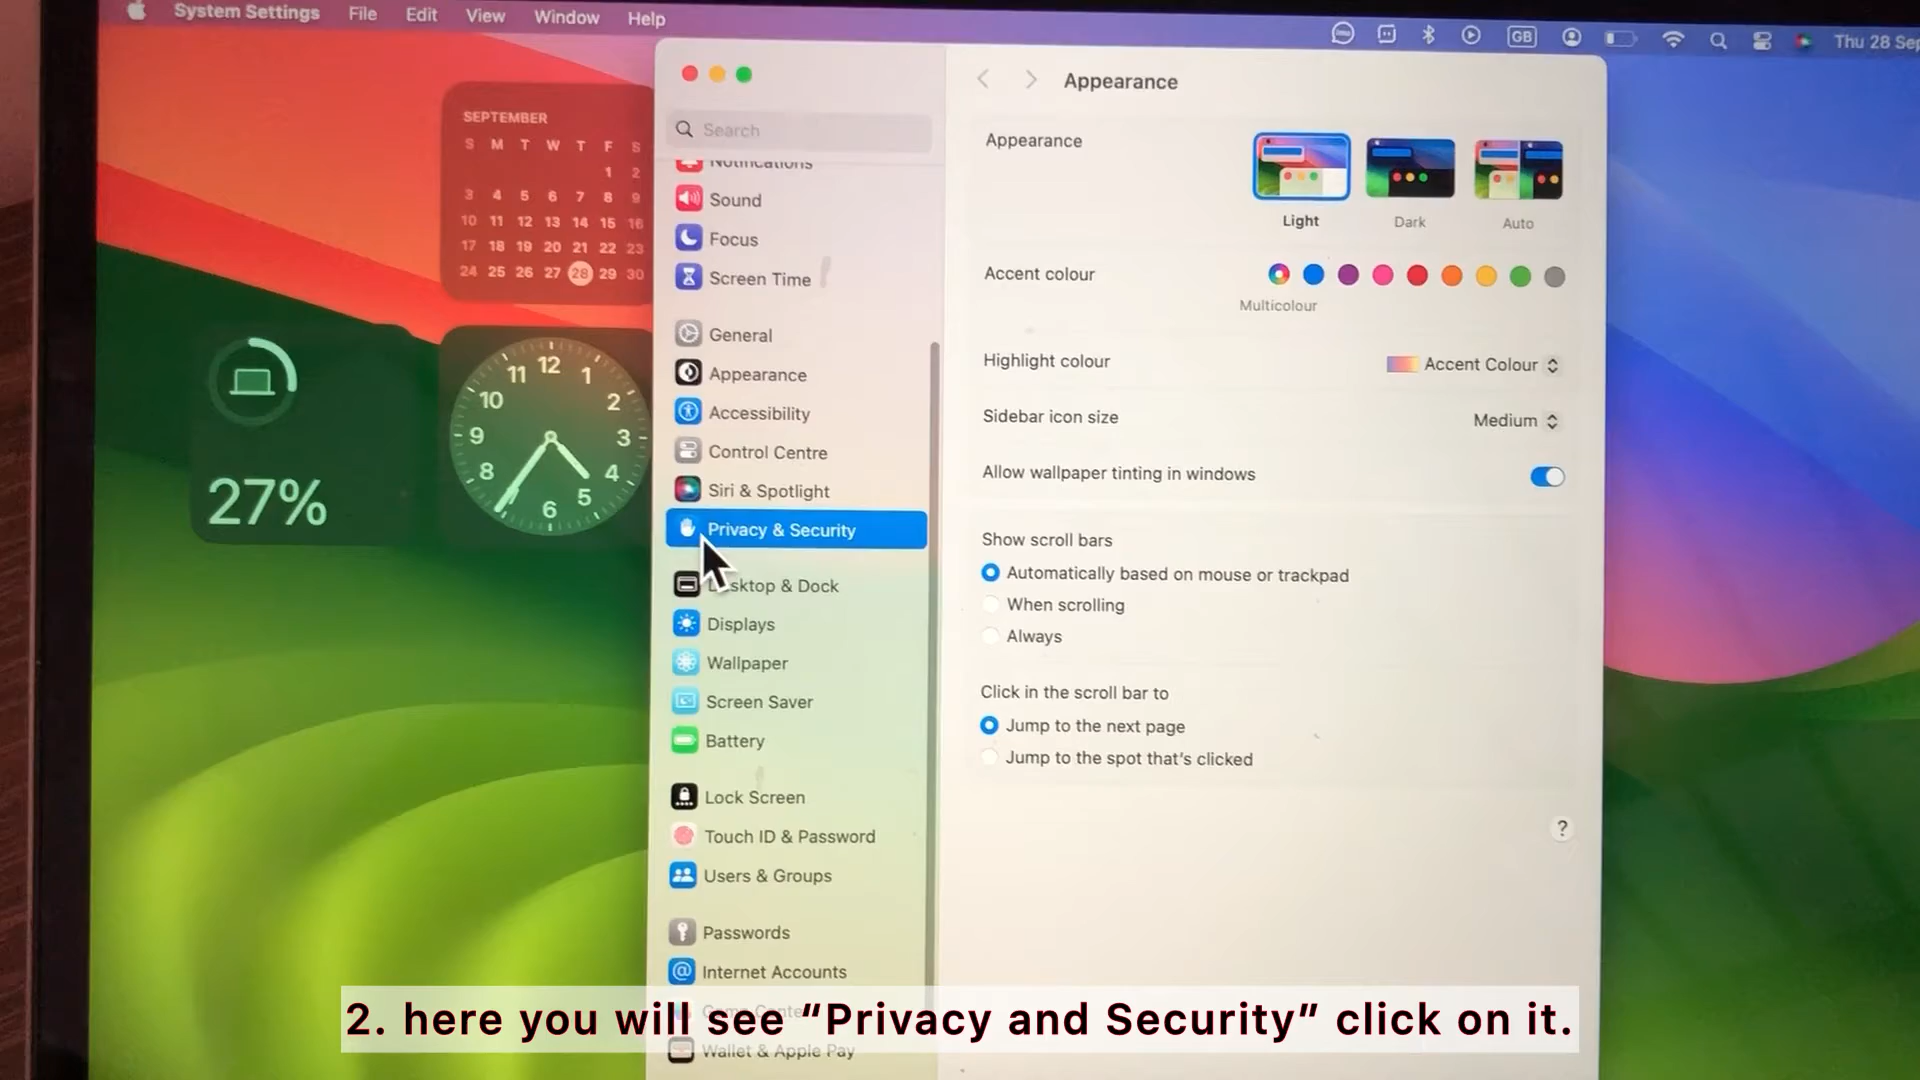 System Settings File Edit View Window Help
GB Thu 28 Sep
SEPTEMBER
S M T W T F S
1 2
3 4 5 6 7 8 9
10 11 12 13 14 15 16
17 18 19 20 21 22 23
24 25 26 27 28 29 30
27%
12
11 1
10 2
9 3
8 4
5
6
Search
Notifications
Sound
Focus
Screen Time
General
Appearance
Accessibility
Control Centre
Siri & Spotlight
Privacy & Security
Desktop & Dock
Displays
Wallpaper
Screen Saver
Battery
Lock Screen
Touch ID & Password
Users & Groups
Passwords
Internet Accounts
Wallet & Apple Pay
Appearance
Appearance
Light Dark Auto
Accent colour
Multicolour
Highlight colour Accent Colour
Sidebar icon size Medium
Allow wallpaper tinting in windows
Show scroll bars
Automatically based on mouse or trackpad
When scrolling
Always
Click in the scroll bar to
Jump to the next page
Jump to the spot that's clicked
?
2. here you will see “Privacy and Security” click on it.